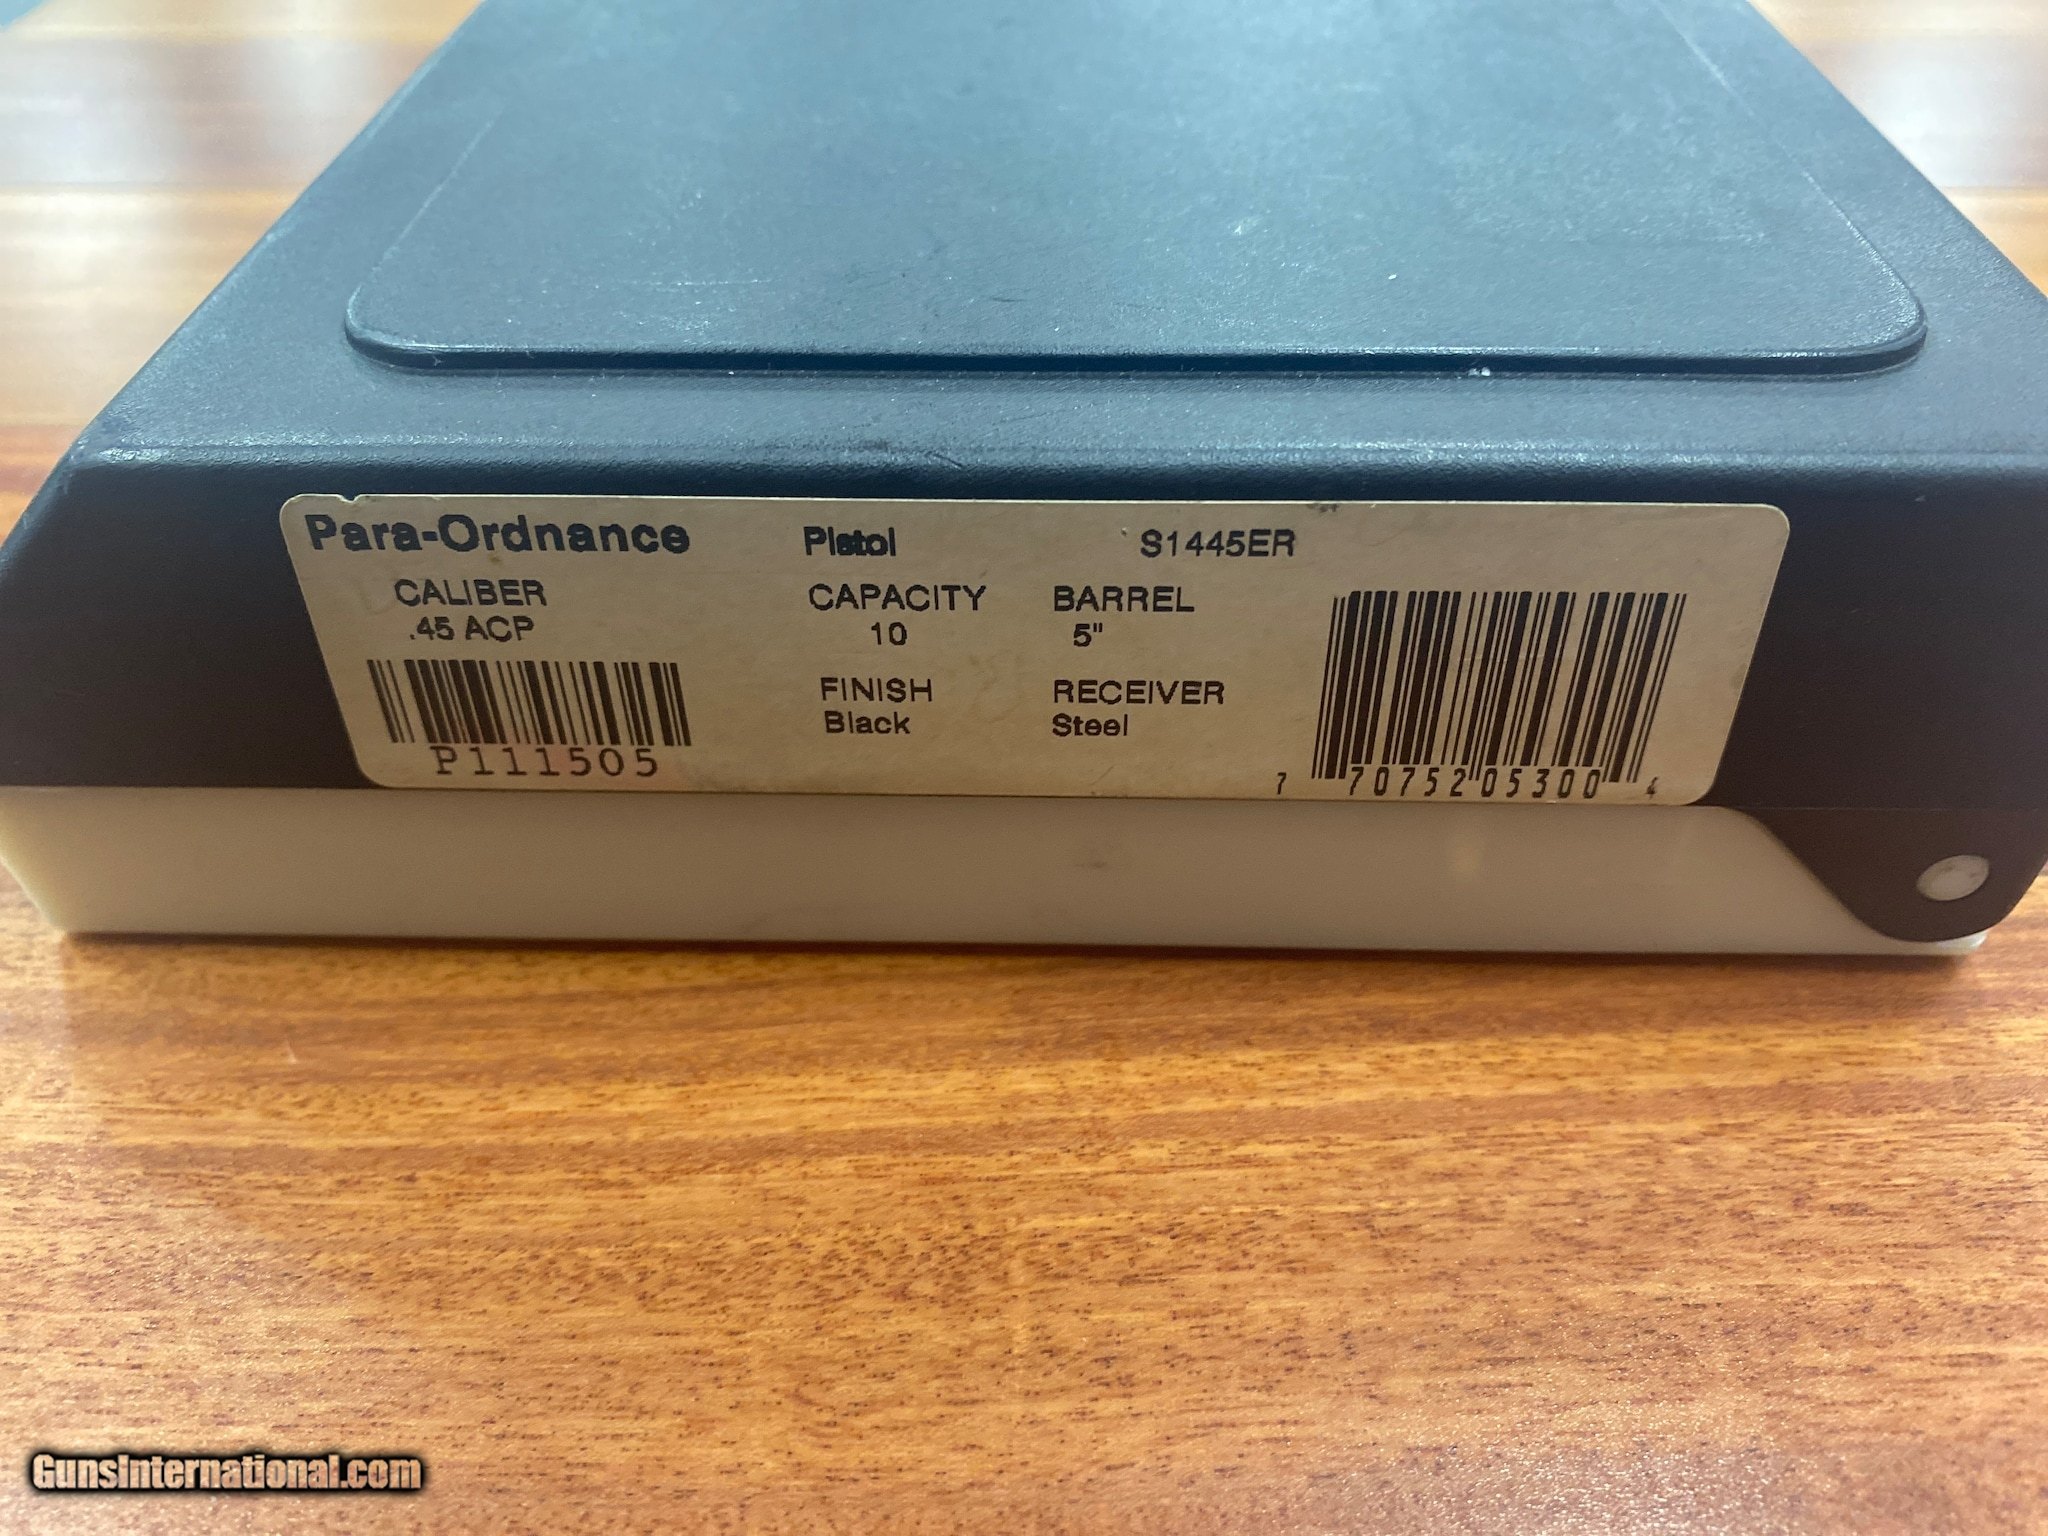 Para-Ordnance Pistol S1445ER
CALIBER CAPACITY BARREL
.45 ACP 10 5"
FINISH RECEIVER
Black Steel
P111505
7 70752 05300 4
GunsInternational.com